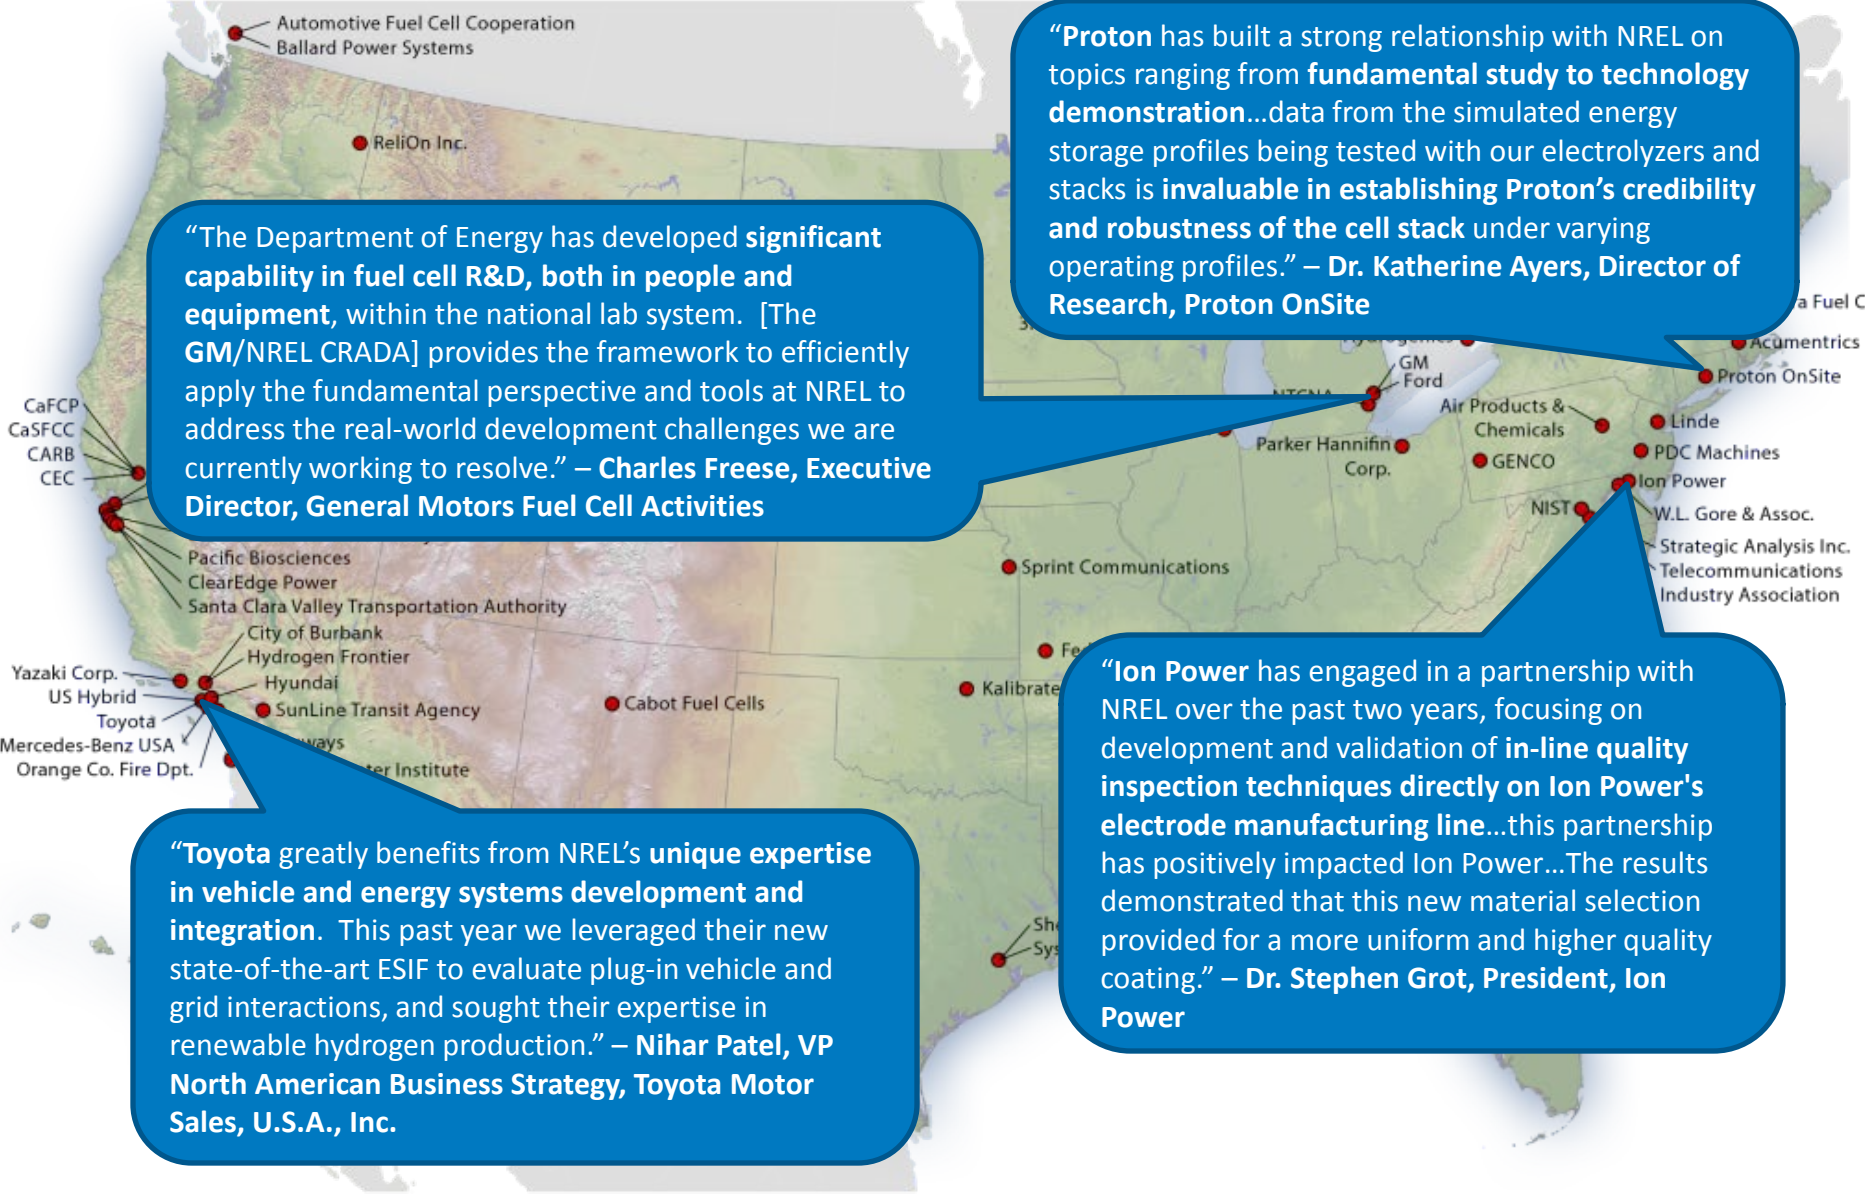 Automotive Fuel Cell Cooperation
Ballard Power Systems
ReliOn Inc.
“Proton has built a strong relationship with NREL on
topics ranging from fundamental study to technology
demonstration…data from the simulated energy
storage profiles being tested with our electrolyzers and
stacks is invaluable in establishing Proton’s credibility
and robustness of the cell stack under varying
operating profiles.” – Dr. Katherine Ayers, Director of
Research, Proton OnSite
“The Department of Energy has developed significant
capability in fuel cell R&D, both in people and
equipment, within the national lab system.  [The
GM/NREL CRADA] provides the framework to efficiently
apply the fundamental perspective and tools at NREL to
address the real-world development challenges we are
currently working to resolve.” – Charles Freese, Executive
Director, General Motors Fuel Cell Activities
Fuel C
Acumentrics
Proton OnSite
Hydrogenics
GM
Ford
NTCNA
Air Products &
Chemicals
Linde
Parker Hannifin
Corp.
GENCO
PDC Machines
Ion Power
NIST
W.L. Gore & Assoc.
Strategic Analysis Inc.
Telecommunications
Industry Association
CaFCP
CaSFCC
CARB
CEC
Pacific Biosciences
ClearEdge Power
Santa Clara Valley Transportation Authority
City of Burbank
Hydrogen Frontier
Yazaki Corp.
Hyundai
US Hybrid
SunLine Transit Agency
Toyota
Mercedes-Benz USA
Orange Co. Fire Dpt.
Institute
Cabot Fuel Cells
Sprint Communications
Kalibrate
“Ion Power has engaged in a partnership with
NREL over the past two years, focusing on
development and validation of in-line quality
inspection techniques directly on Ion Power's
electrode manufacturing line…this partnership
has positively impacted Ion Power…The results
demonstrated that this new material selection
provided for a more uniform and higher quality
coating.” – Dr. Stephen Grot, President, Ion
Power
“Toyota greatly benefits from NREL’s unique expertise
in vehicle and energy systems development and
integration.  This past year we leveraged their new
state-of-the-art ESIF to evaluate plug-in vehicle and
grid interactions, and sought their expertise in
renewable hydrogen production.” – Nihar Patel, VP
North American Business Strategy, Toyota Motor
Sales, U.S.A., Inc.